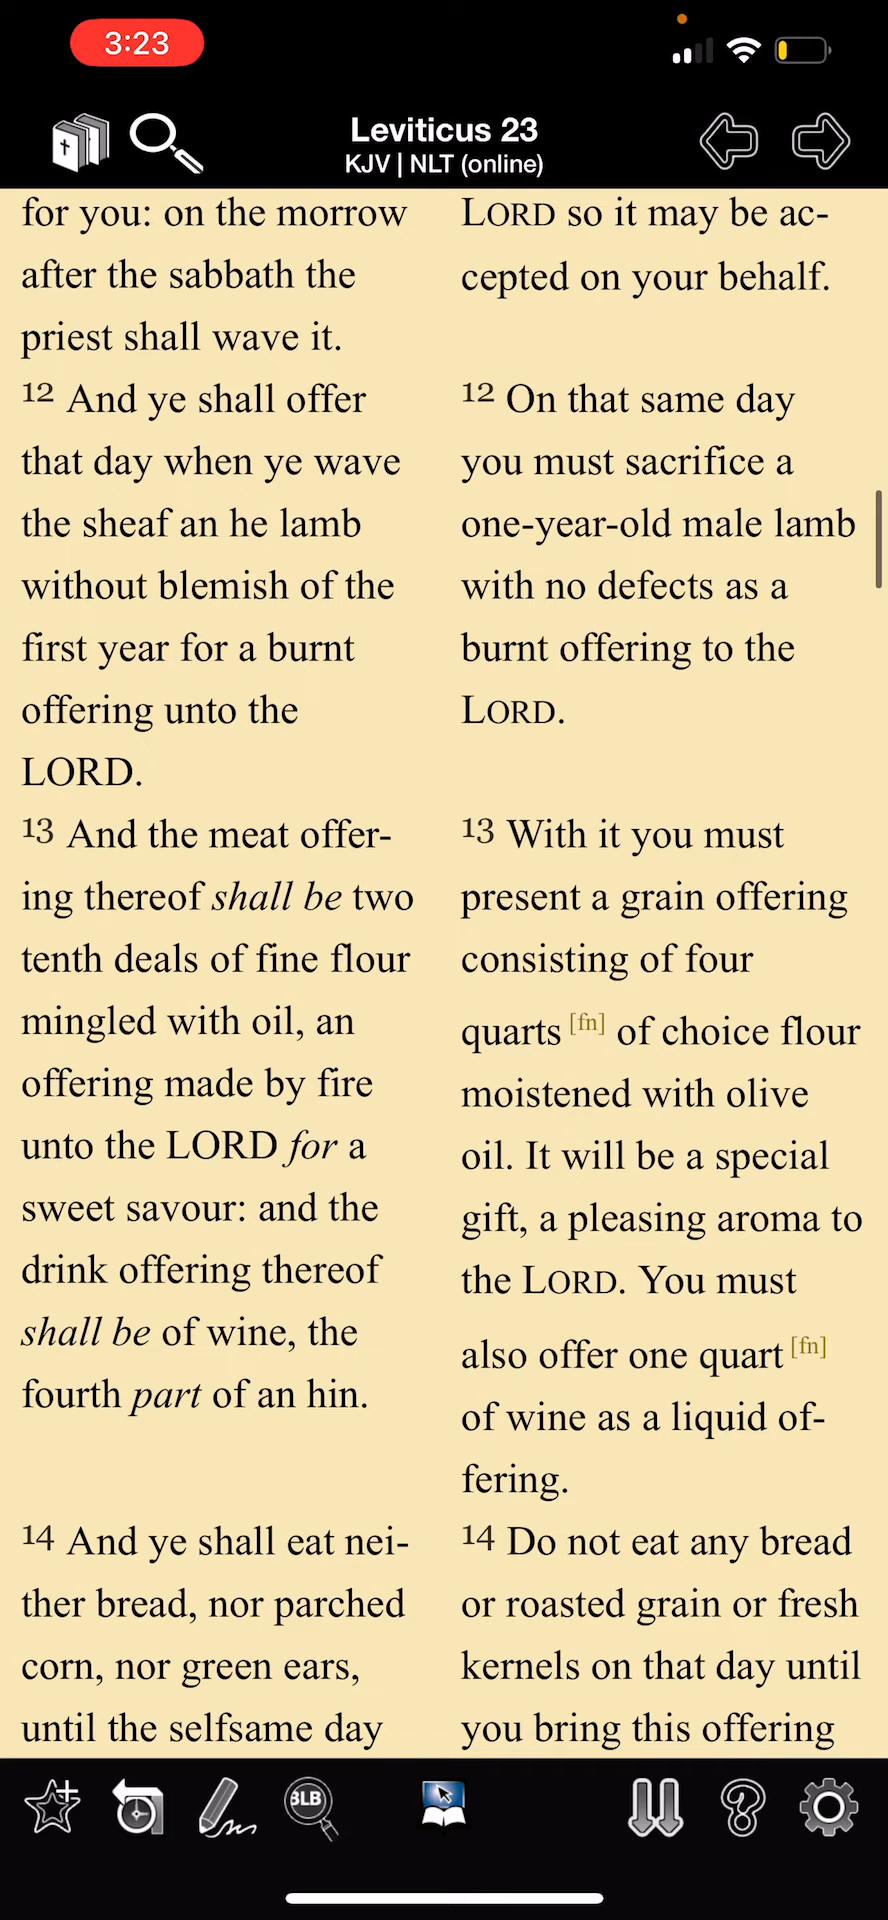 3:23
Leviticus 23
KJV | NLT (online)
for you: on the morrow
after the sabbath the
priest shall wave it.
12 And ye shall offer
that day when ye wave
the sheaf an he lamb
without blemish of the
first year for a burnt
offering unto the
LORD.
13 And the meat offer-
ing thereof shall be two
tenth deals of fine flour
mingled with oil, an
offering made by fire
unto the LORD for a
sweet savour: and the
drink offering thereof
shall be of wine, the
fourth part of an hin.
14 And ye shall eat nei-
ther bread, nor parched
corn, nor green ears,
until the selfsame day
LORD so it may be ac-
cepted on your behalf.
12 On that same day
you must sacrifice a
one-year-old male lamb
with no defects as a
burnt offering to the
LORD.
13 With it you must
present a grain offering
consisting of four
quarts [fn] of choice flour
moistened with olive
oil. It will be a special
gift, a pleasing aroma to
the LORD. You must
also offer one quart [fn]
of wine as a liquid of-
fering.
14 Do not eat any bread
or roasted grain or fresh
kernels on that day until
you bring this offering
BLB